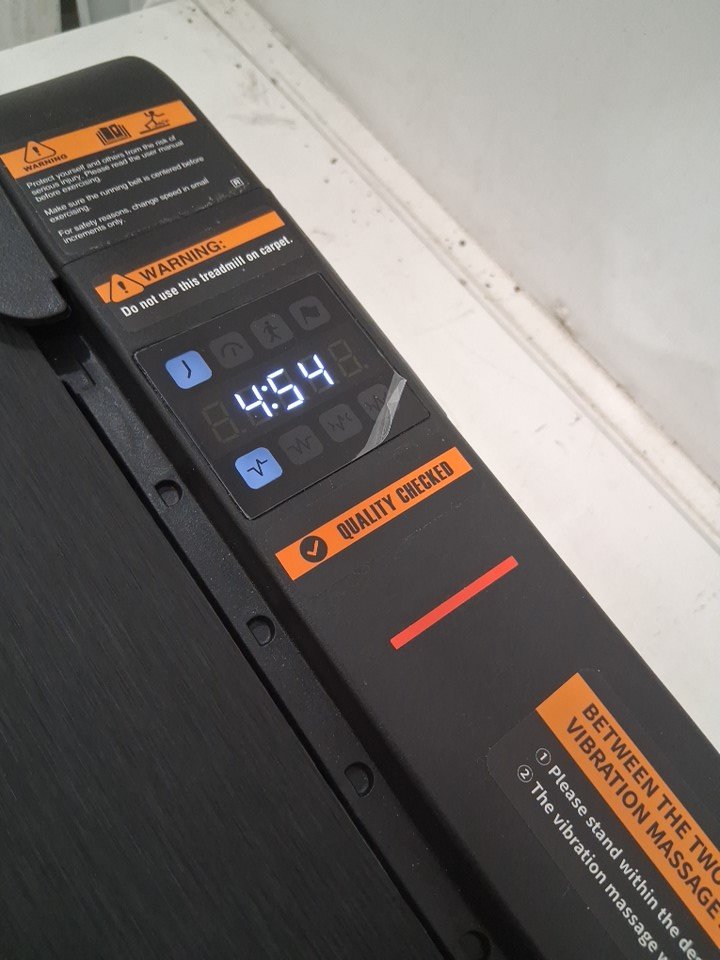 WARNING
Protect yourself and others from the risk of
serious injury. Please read the user manual
before exercising.
Make sure the running belt is centered before
exercising.
For safety reasons, change speed in small
increments only.
WARNING:
Do not use this treadmill on carpet.
4:54
QUALITY CHECKED
BETWEEN THE TWO
VIBRATION MASSAGE
① Please stand within the de
② The vibration massage